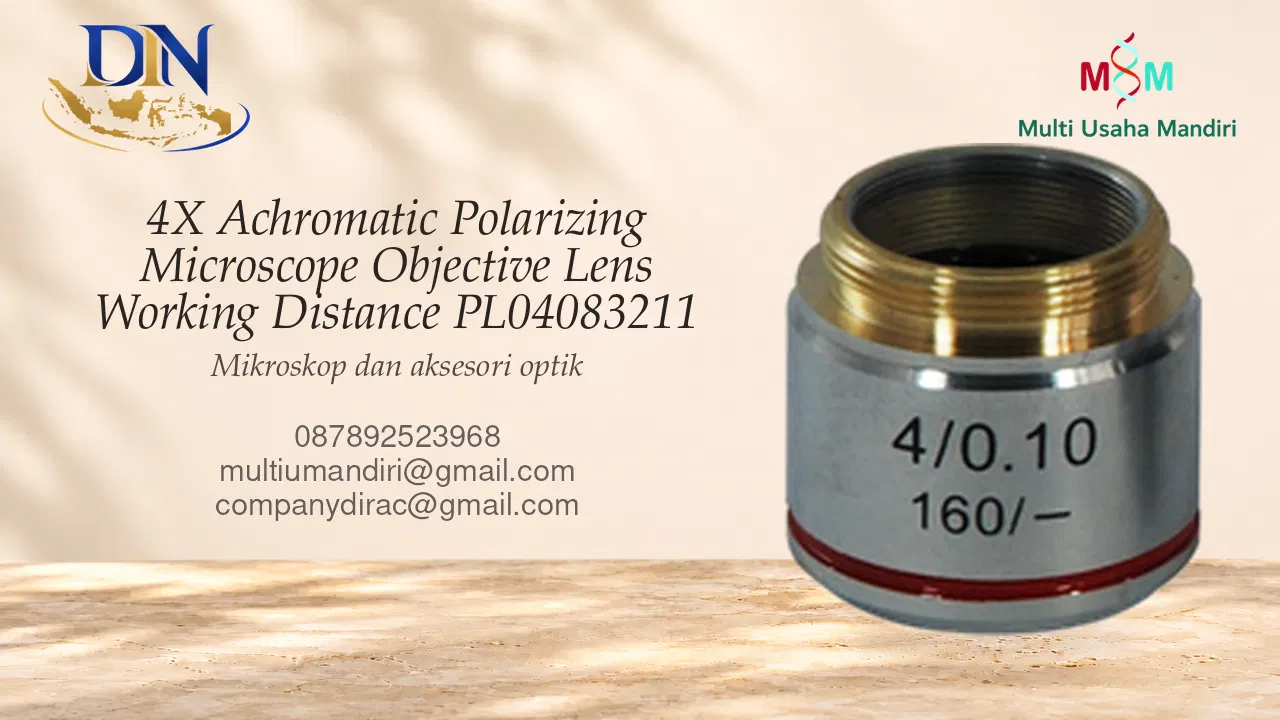 DIN
M M
Multi Usaha Mandiri
4X Achromatic Polarizing
Microscope Objective Lens
Working Distance PL04083211
Mikroskop dan aksesori optik
087892523968
multiumandiri@gmail.com
companydirac@gmail.com
4/0.10
160/–